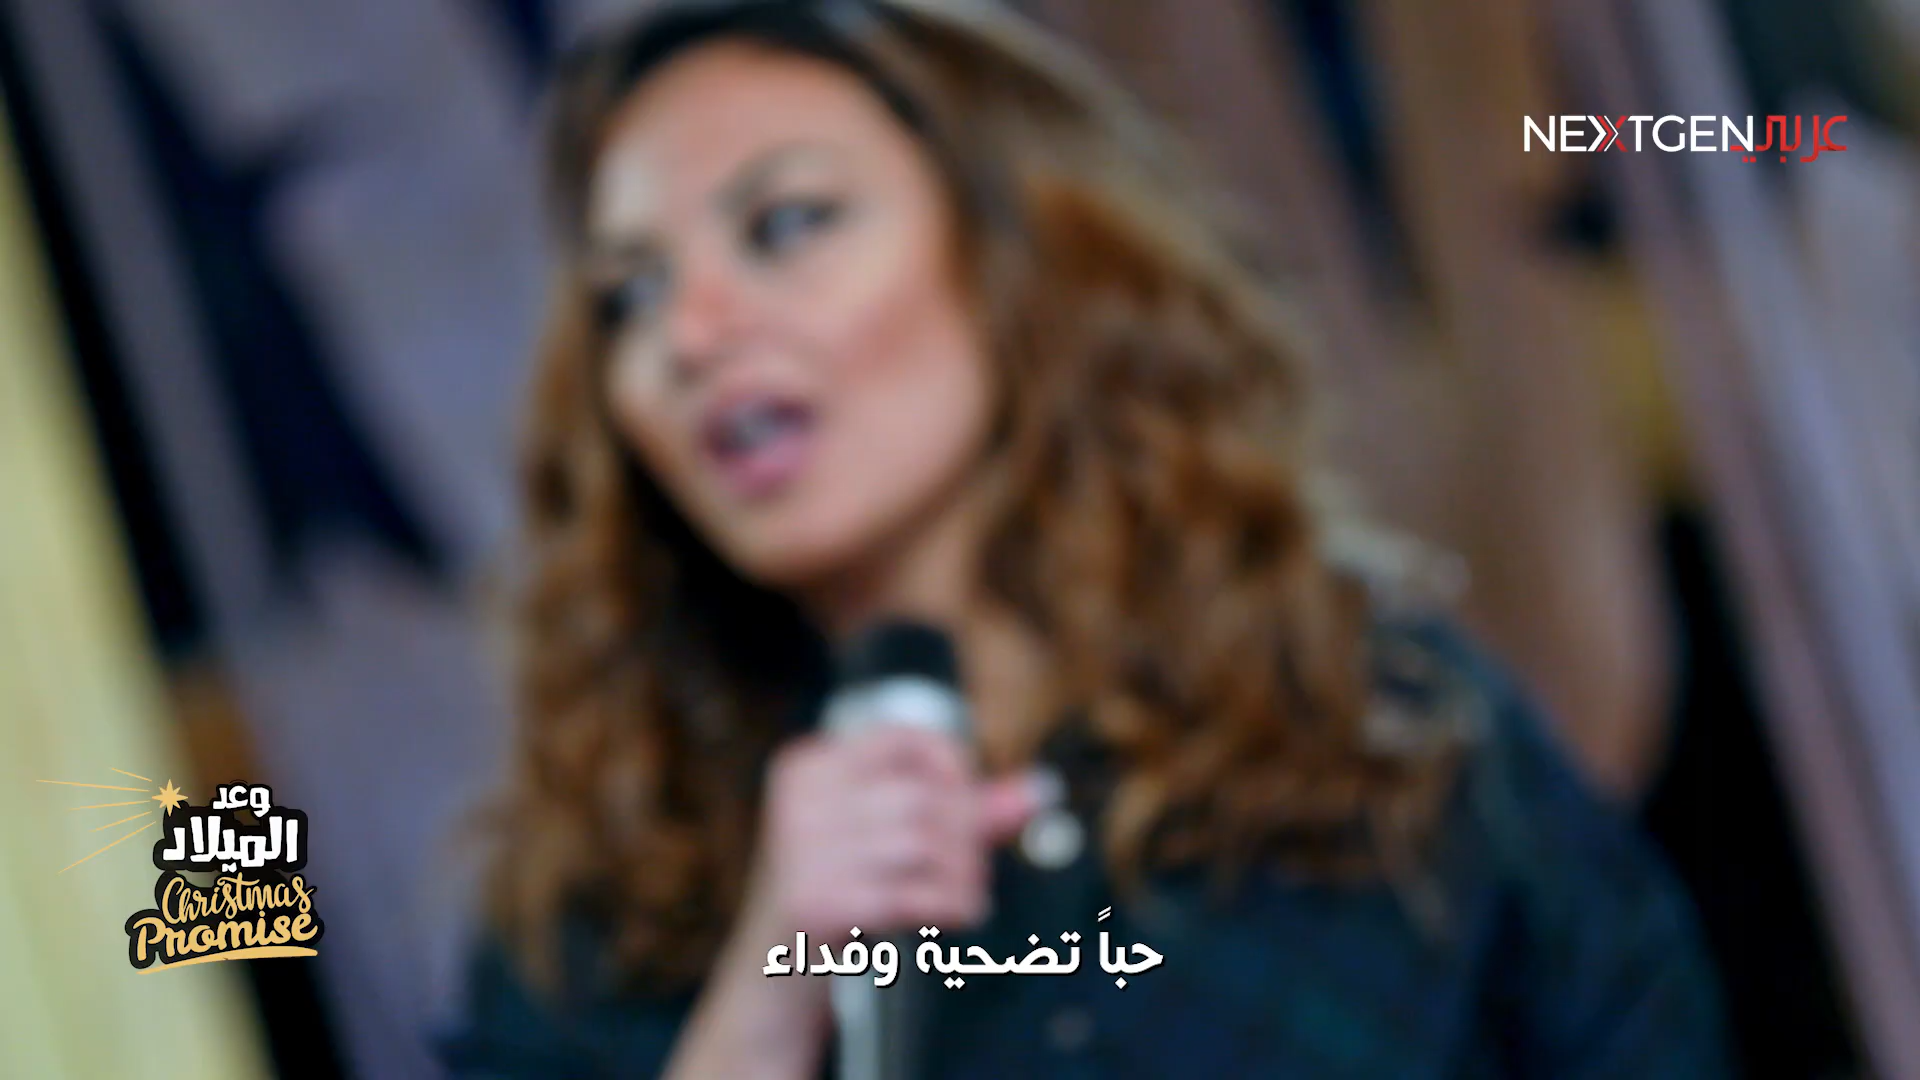 NEXTGEN عربي
وعد
الميلاد
Christmas
Promise
حباً تضحية وفداء